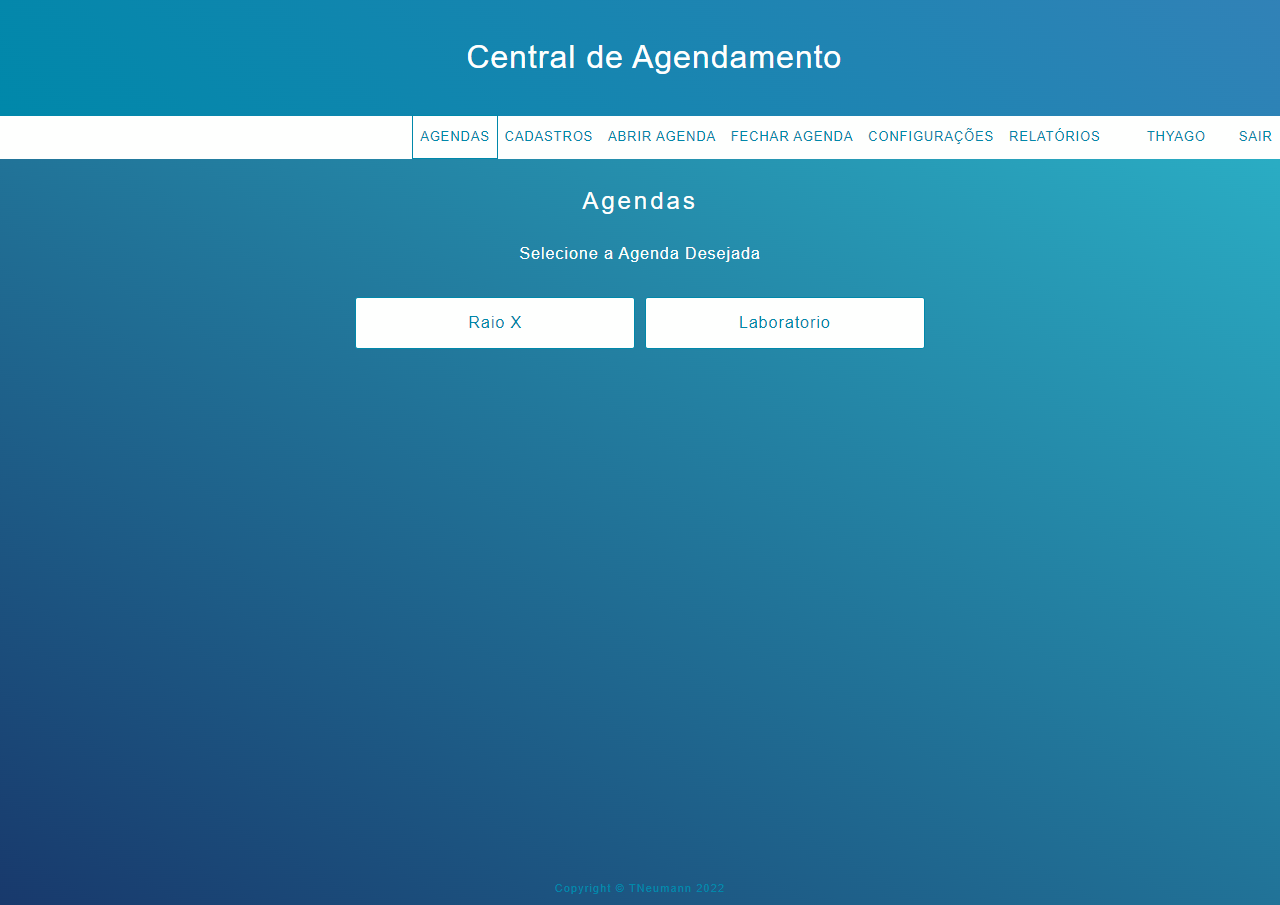 Central de Agendamento
AGENDAS CADASTROS ABRIR AGENDA FECHAR AGENDA CONFIGURAÇÕES RELATÓRIOS THYAGO SAIR
Agendas
Selecione a Agenda Desejada
Raio X Laboratorio
Copyright © TNeumann 2022